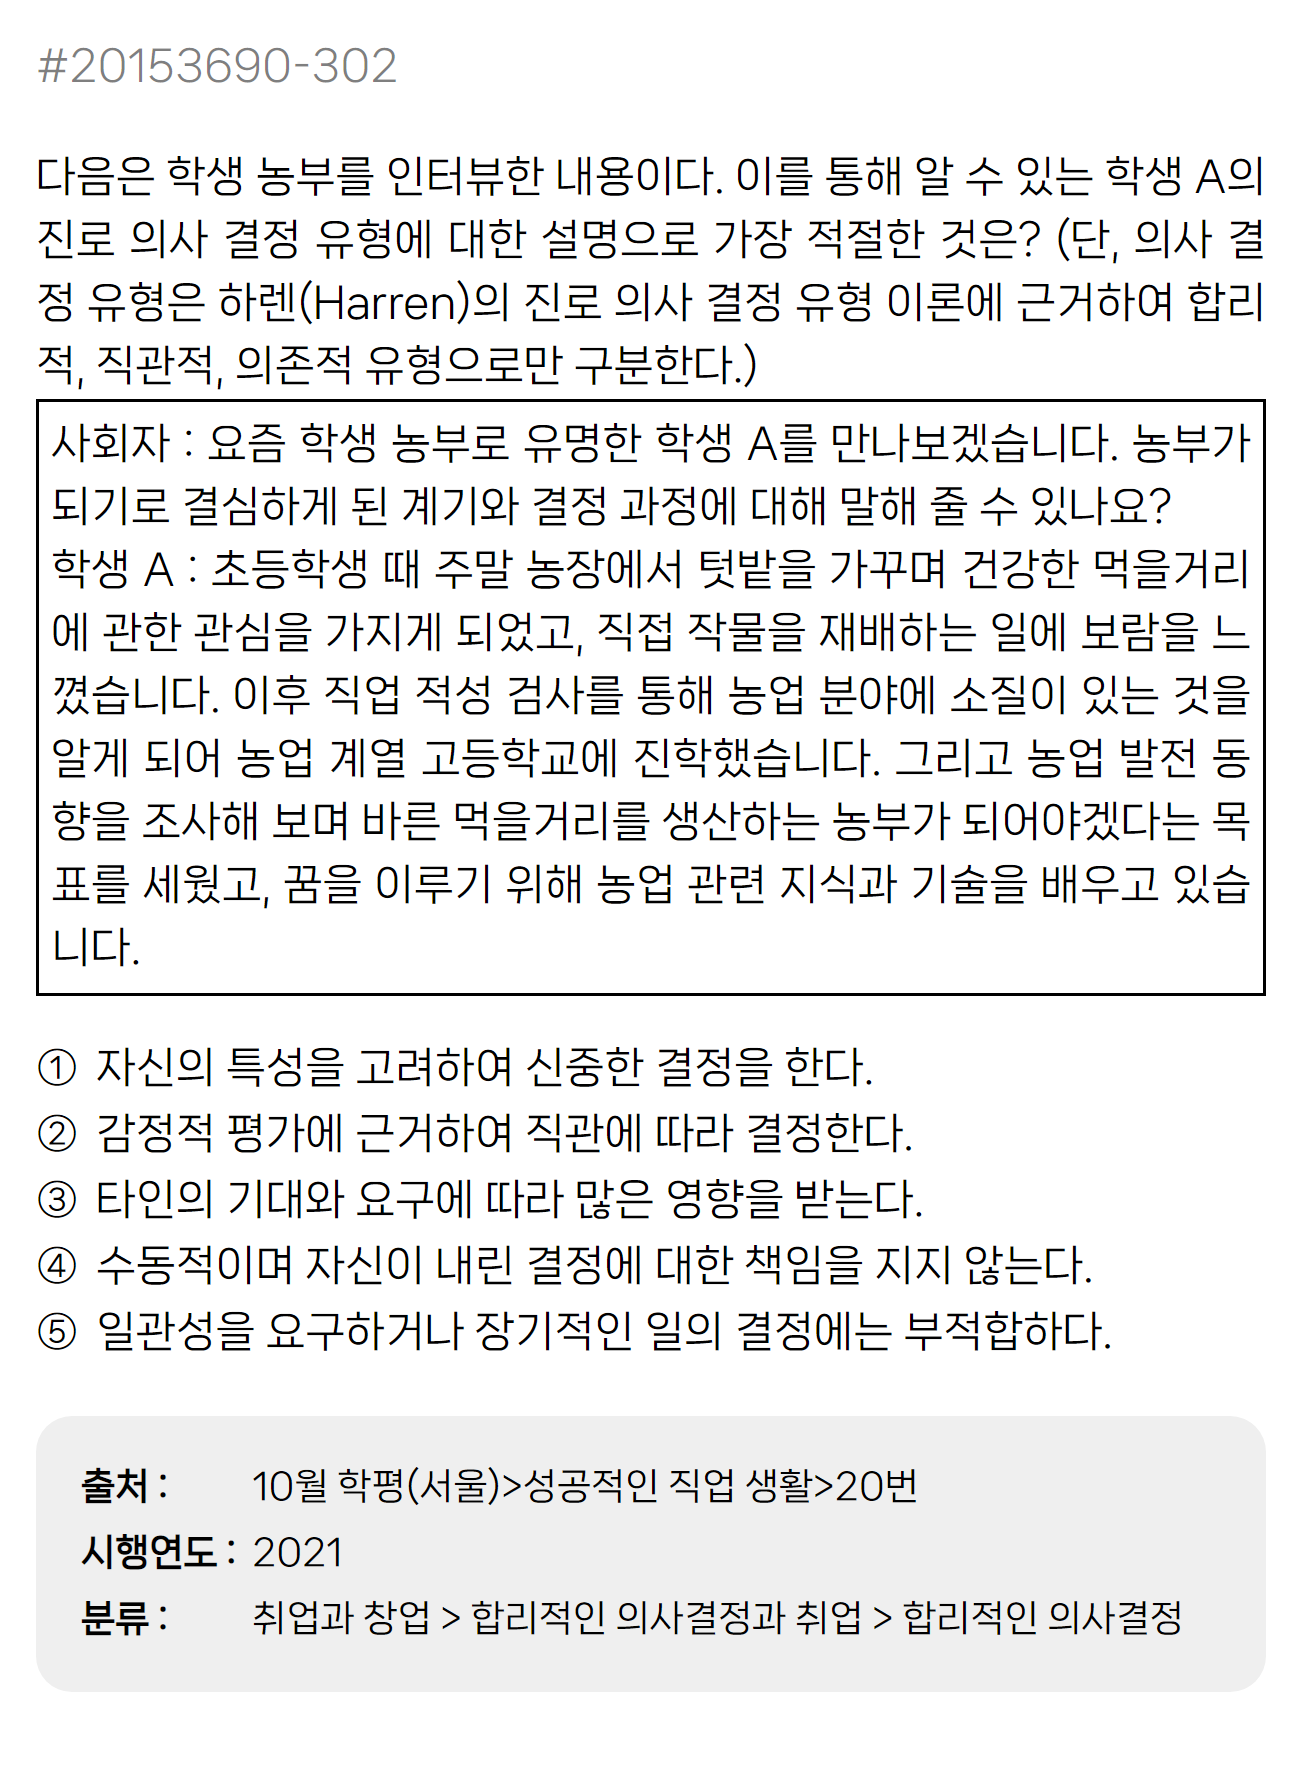 #20153690-302
다음은 학생 농부를 인터뷰한 내용이다. 이를 통해 알 수 있는 학생 A의
진로 의사 결정 유형에 대한 설명으로 가장 적절한 것은? (단, 의사 결
정 유형은 하렌(Harren)의 진로 의사 결정 유형 이론에 근거하여 합리
적, 직관적, 의존적 유형으로만 구분한다.)
사회자 : 요즘 학생 농부로 유명한 학생 A를 만나보겠습니다. 농부가
되기로 결심하게 된 계기와 결정 과정에 대해 말해 줄 수 있나요?
학생 A : 초등학생 때 주말 농장에서 텃밭을 가꾸며 건강한 먹을거리
에 관한 관심을 가지게 되었고, 직접 작물을 재배하는 일에 보람을 느
꼈습니다. 이후 직업 적성 검사를 통해 농업 분야에 소질이 있는 것을
알게 되어 농업 계열 고등학교에 진학했습니다. 그리고 농업 발전 동
향을 조사해 보며 바른 먹을거리를 생산하는 농부가 되어야겠다는 목
표를 세웠고, 꿈을 이루기 위해 농업 관련 지식과 기술을 배우고 있습
니다.
① 자신의 특성을 고려하여 신중한 결정을 한다.
② 감정적 평가에 근거하여 직관에 따라 결정한다.
③ 타인의 기대와 요구에 따라 많은 영향을 받는다.
④ 수동적이며 자신이 내린 결정에 대한 책임을 지지 않는다.
⑤ 일관성을 요구하거나 장기적인 일의 결정에는 부적합하다.
출처 : 10월 학평(서울)>성공적인 직업 생활>20번
시행연도 : 2021
분류 : 취업과 창업 > 합리적인 의사결정과 취업 > 합리적인 의사결정